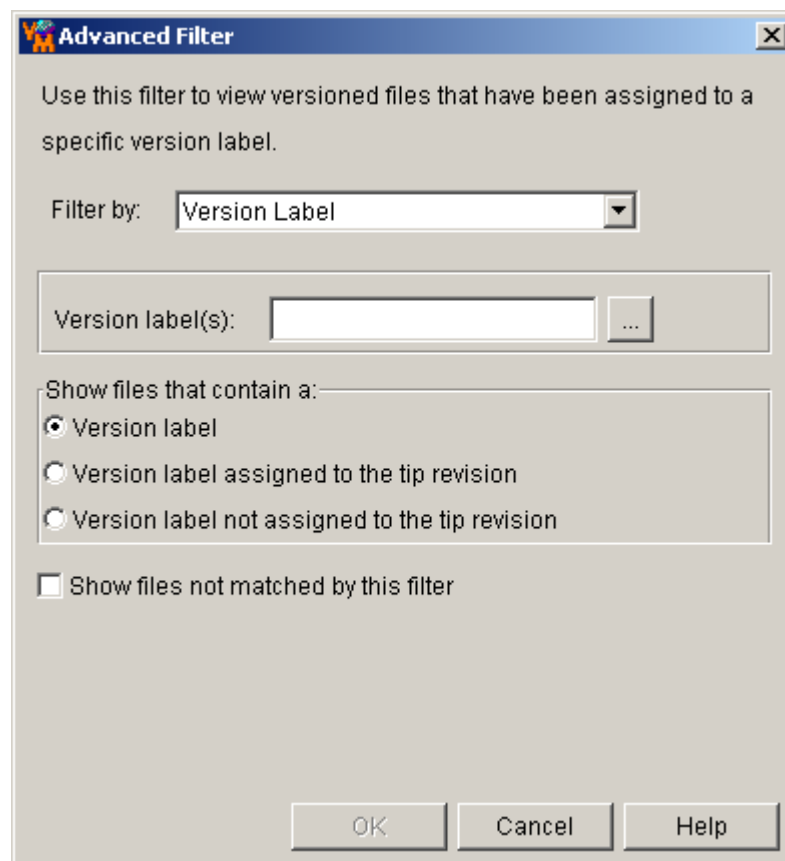 Advanced Filter
Use this filter to view versioned files that have been assigned to a
specific version label.
Filter by: Version Label
Version label(s): ...
Show files that contain a:
Version label
Version label assigned to the tip revision
Version label not assigned to the tip revision
Show files not matched by this filter
OK Cancel Help